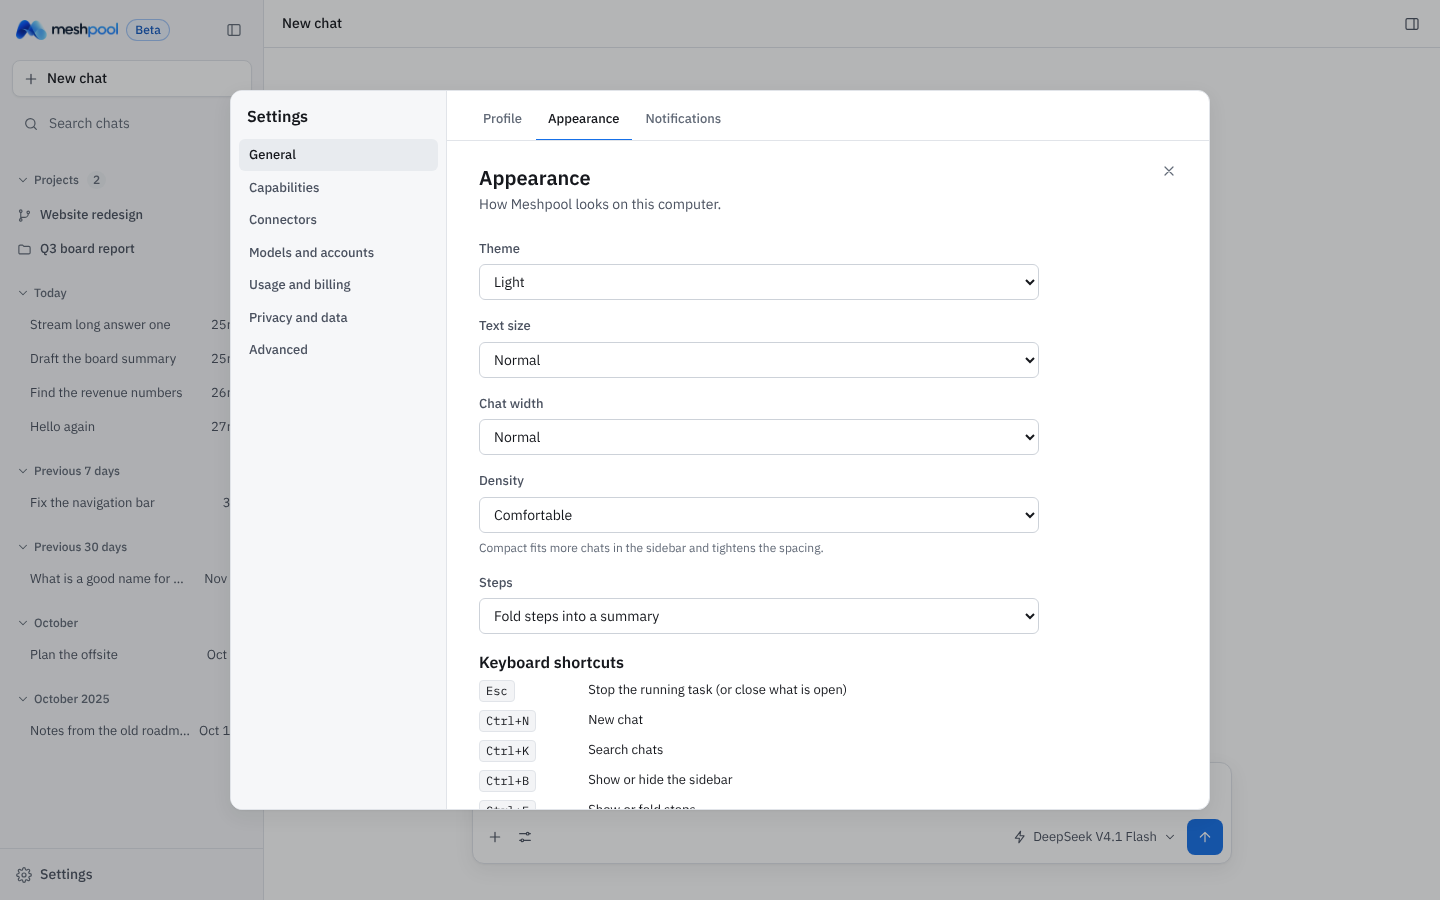 meshpool Beta
New chat
New chat
Search chats
Projects 2
Website redesign
Q3 board report
Today
Stream long answer one
Draft the board summary
Find the revenue numbers
Hello again
Previous 7 days
Fix the navigation bar
Previous 30 days
What is a good name for ... Nov
October
Plan the offsite Oct
October 2025
Notes from the old roadm... Oct
Settings
Settings
General
Capabilities
Connectors
Models and accounts
Usage and billing
Privacy and data
Advanced
Profile Appearance Notifications
Appearance
How Meshpool looks on this computer.
Theme
Light
Text size
Normal
Chat width
Normal
Density
Comfortable
Compact fits more chats in the sidebar and tightens the spacing.
Steps
Fold steps into a summary
Keyboard shortcuts
Esc Stop the running task (or close what is open)
Ctrl+N New chat
Ctrl+K Search chats
Ctrl+B Show or hide the sidebar
Show or fold steps
DeepSeek V4.1 Flash